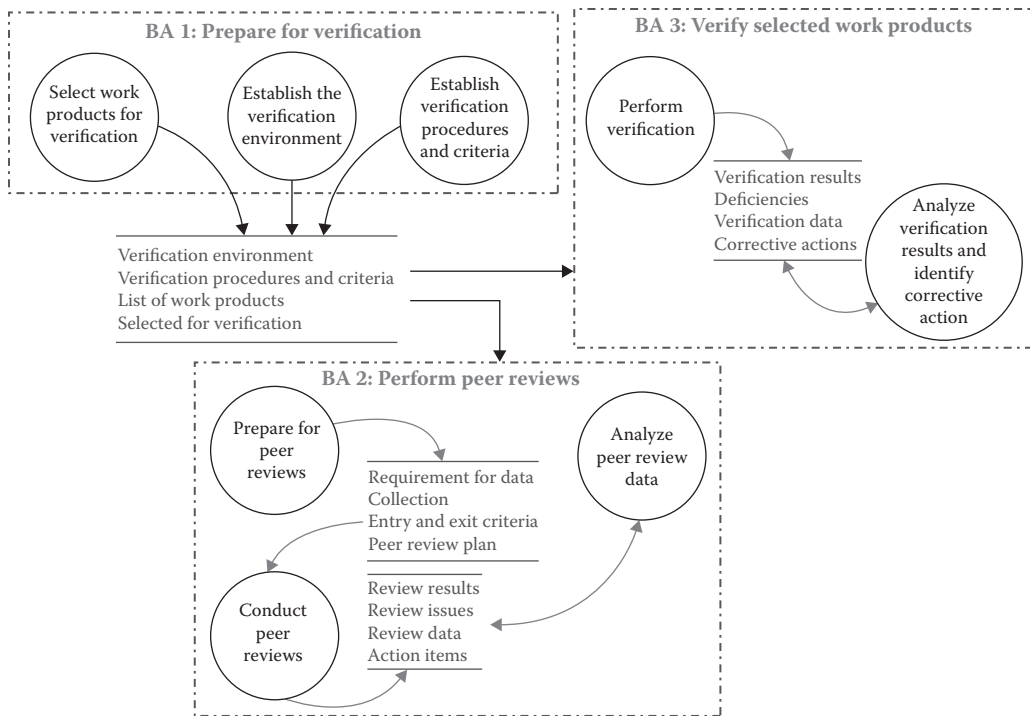 BA 1: Prepare for verification
Select work
products for
verification
Establish the
verification
environment
Establish
verification
procedures
and criteria
Verification environment
Verification procedures and criteria
List of work products
Selected for verification
BA 3: Verify selected work products
Perform
verification
Verification results
Deficiencies
Verification data
Corrective actions
Analyze
verification
results and
identify
corrective
action
BA 2: Perform peer reviews
Prepare for
peer
reviews
Requirement for data
Collection
Entry and exit criteria
Peer review plan
Conduct
peer
reviews
Review results
Review issues
Review data
Action items
Analyze
peer review
data